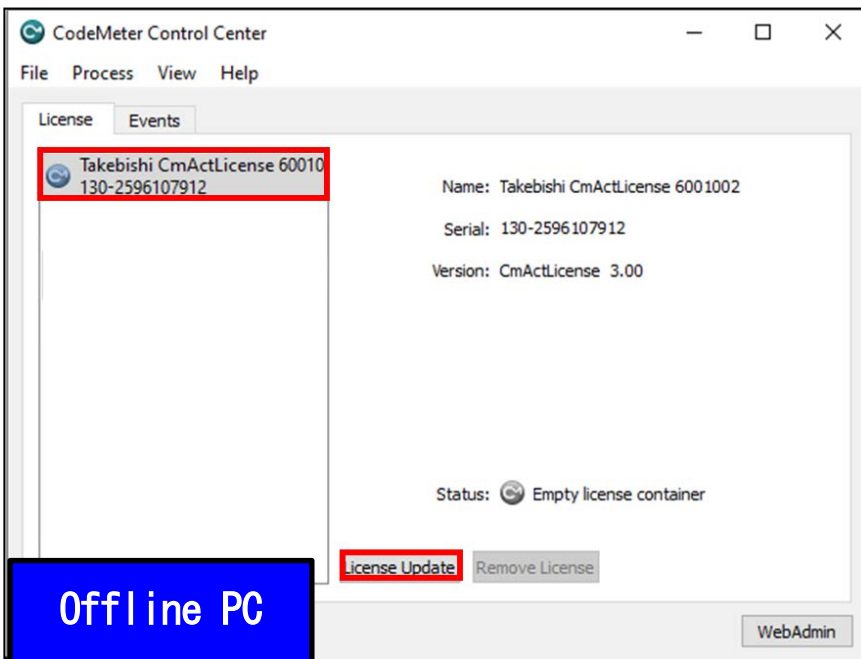 CodeMeter Control Center
File Process View Help
License Events
Takebishi CmActLicense 60010
130-2596107912
Name: Takebishi CmActLicense 6001002
Serial: 130-2596107912
Version: CmActLicense 3.00
Status: Empty license container
License Update Remove License
Offline PC
WebAdmin